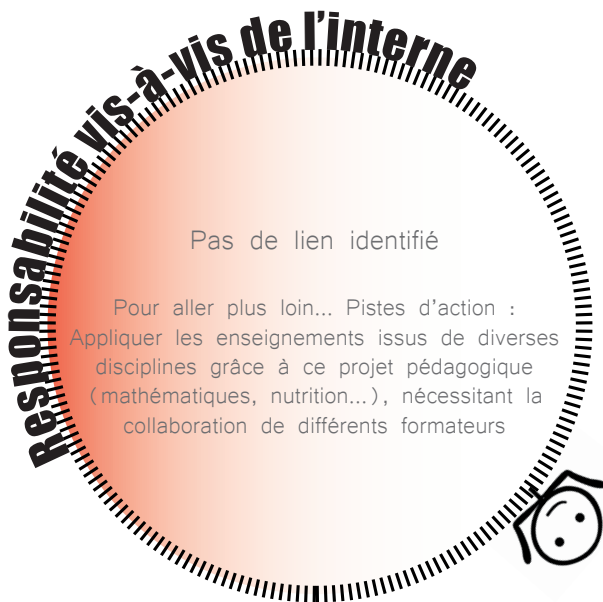 Responsabilité vis-à-vis de l'interne
Pas de lien identifié
Pour aller plus loin... Pistes d'action :
Appliquer les enseignements issus de diverses
disciplines grâce à ce projet pédagogique
(mathématiques, nutrition...), nécessitant la
collaboration de différents formateurs